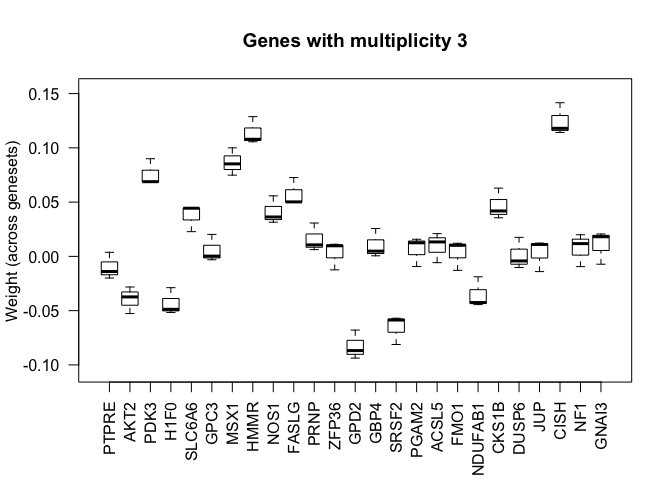 Genes with multiplicity 3
Weight (across genesets)
0.15
0.10
0.05
0.00
-0.05
-0.10
PTPRE
AKT2
PDK3
H1F0
SLC6A6
GPC3
MSX1
HMMR
NOS1
FASLG
PRNP
ZFP36
GPD2
GBP4
SRSF2
PGAM2
ACSL5
FMO1
NDUFAB1
CKS1B
DUSP6
JUP
CISH
NF1
GNAI3